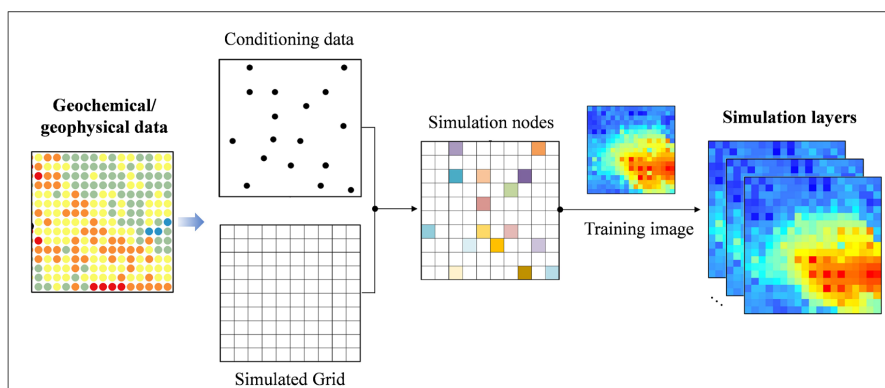 Geochemical/
geophysical data
Conditioning data
Simulated Grid
Simulation nodes
Training image
Simulation layers
...